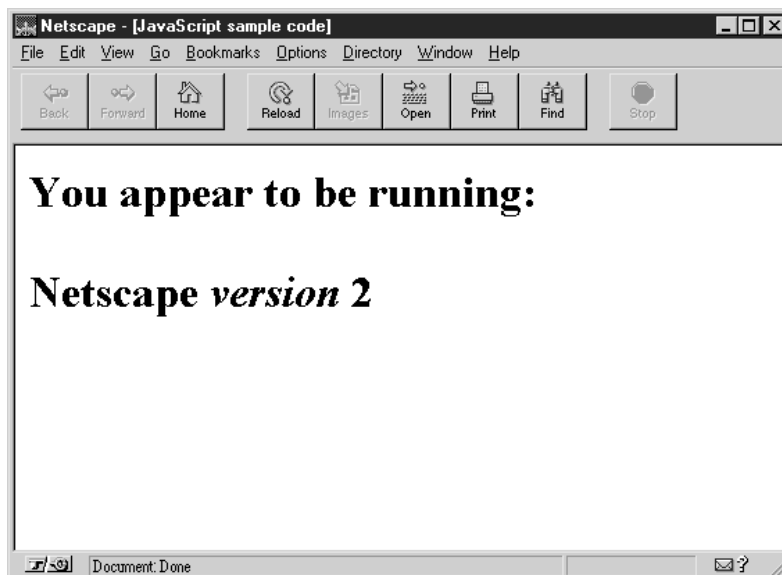 Netscape - [JavaScript sample code]
File Edit View Go Bookmarks Options Directory Window Help
Back Forward Home Reload Images Open Print Find Stop
You appear to be running:
Netscape version 2
Document: Done